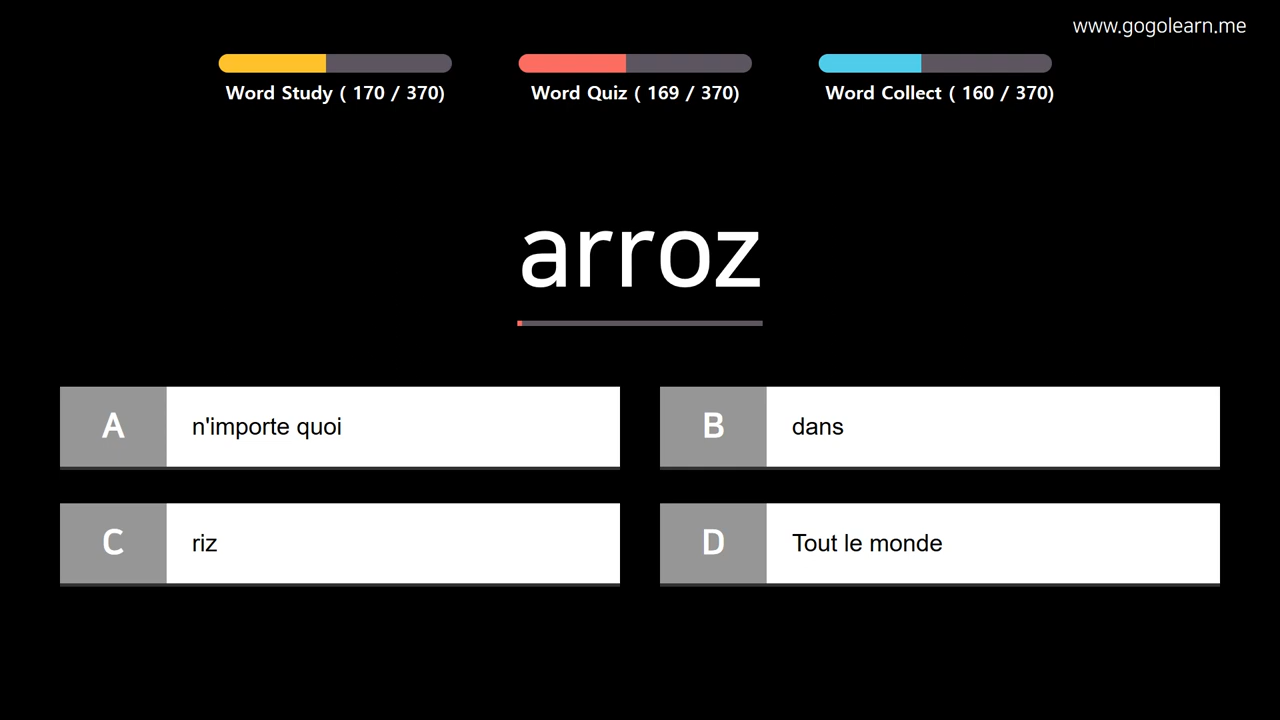 www.gogolearn.me
Word Study ( 170 / 370)
Word Quiz ( 169 / 370)
Word Collect ( 160 / 370)
arroz
A
n'importe quoi
B
dans
C
riz
D
Tout le monde